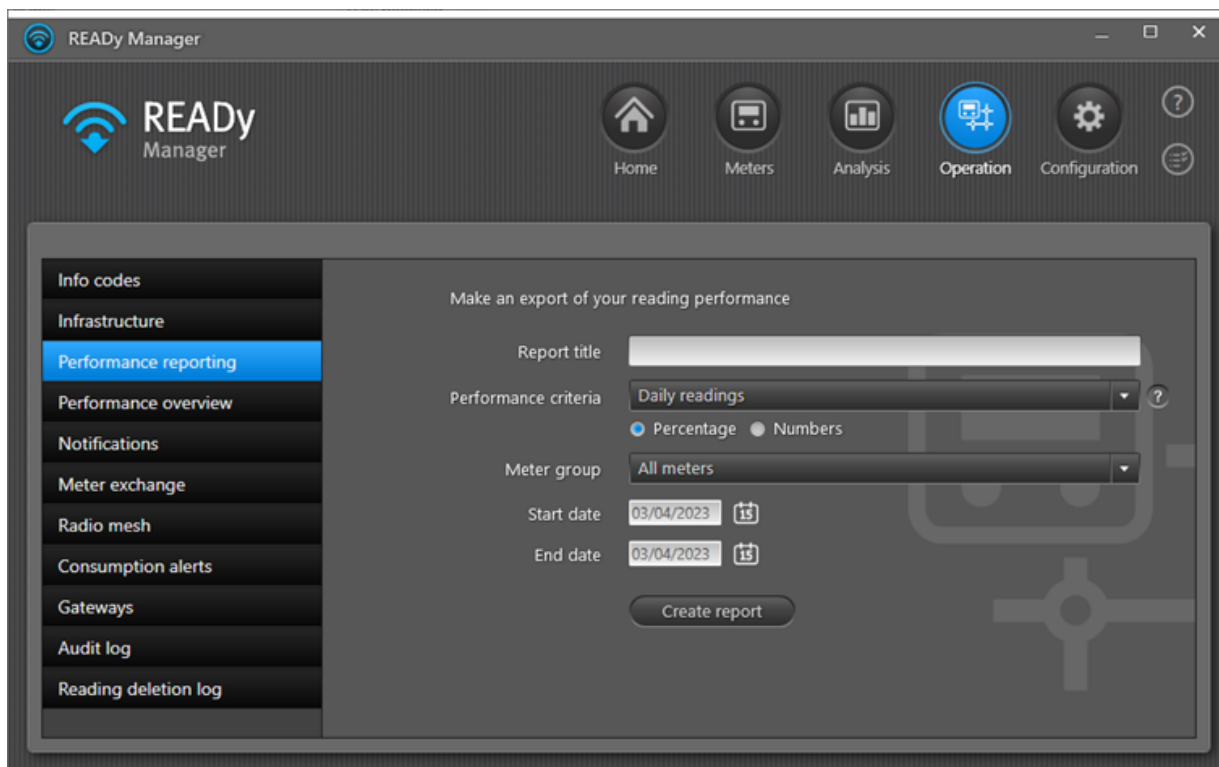 READy Manager
READy
Manager
Home
Meters
Analysis
Operation
Configuration
?
Info codes
Infrastructure
Performance reporting
Performance overview
Notifications
Meter exchange
Radio mesh
Consumption alerts
Gateways
Audit log
Reading deletion log
Make an export of your reading performance
Report title
Performance criteria
Daily readings
?
Percentage
Numbers
Meter group
All meters
Start date
03/04/2023
15
End date
03/04/2023
15
Create report